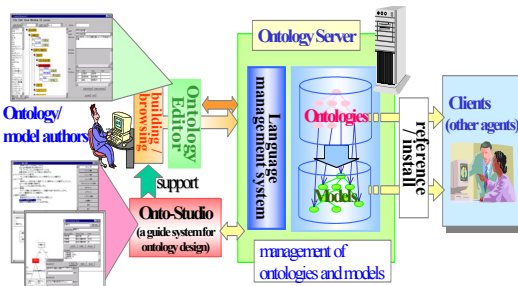 Ontology Server
Ontology/
model authors
building /
browsing
Ontology
Editor
Language
management system
Ontologies
Models
reference
/ install
Clients
(other agents)
support
Onto-Studio
(a guide system for
ontology design)
management of
ontologies and models